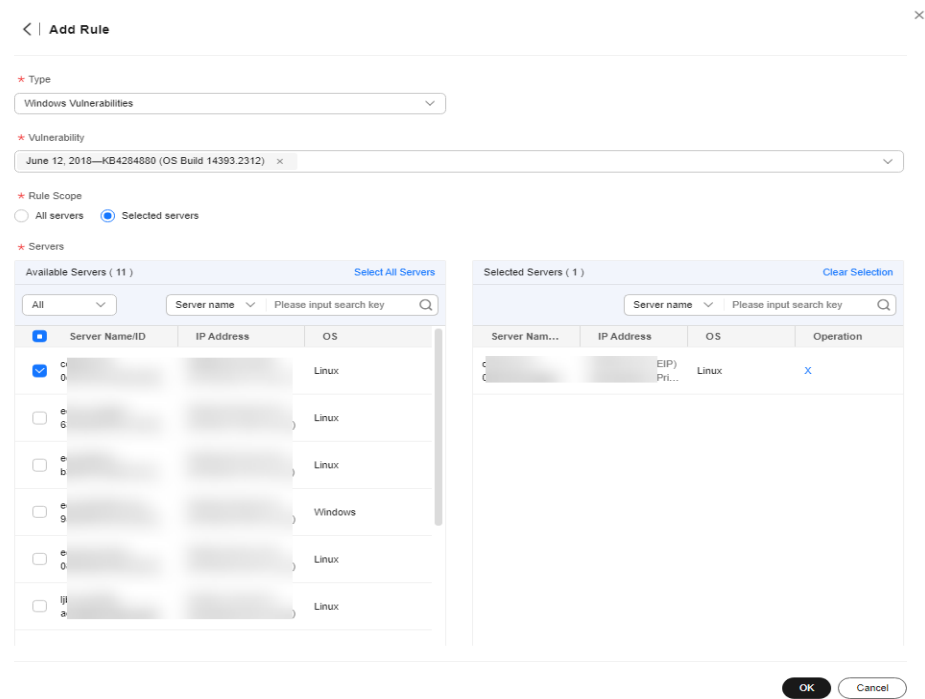 Add Rule
* Type
Windows Vulnerabilities
* Vulnerability
June 12, 2018—KB4284880 (OS Build 14393.2312) ×
* Rule Scope
All servers Selected servers
* Servers
Available Servers ( 11 ) Select All Servers
All Server name Please input search key
Server Name/ID IP Address OS
Linux
Linux
Linux
Windows
Linux
Linux
Selected Servers ( 1 ) Clear Selection
Server name Please input search key
Server Nam... IP Address OS Operation
EIP) Linux X
Pri...
OK Cancel